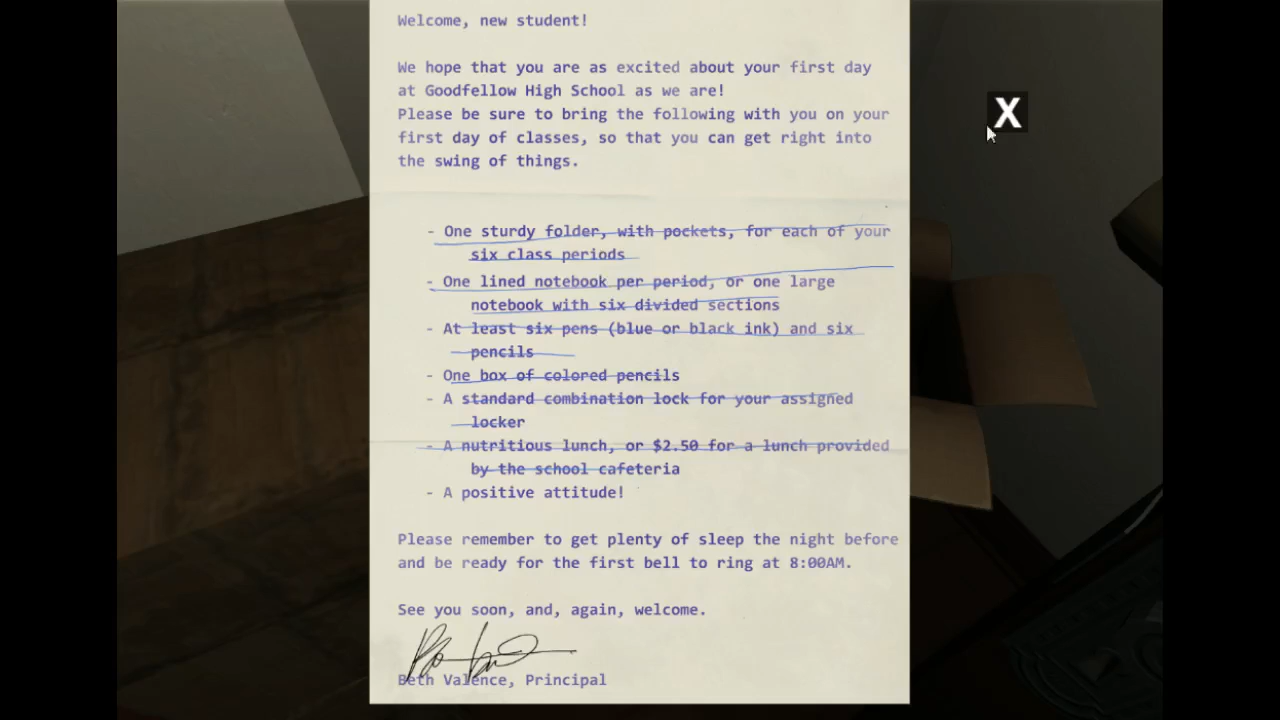 Welcome, new student!
We hope that you are as excited about your first day
at Goodfellow High School as we are!
Please be sure to bring the following with you on your
first day of classes, so that you can get right into
the swing of things.
- One sturdy folder, with pockets, for each of your
six class periods
- One lined notebook per period, or one large
notebook with six divided sections
- At least six pens (blue or black ink) and six
pencils
- One box of colored pencils
- A standard combination lock for your assigned
locker
- A nutritious lunch, or $2.50 for a lunch provided
by the school cafeteria
- A positive attitude!
Please remember to get plenty of sleep the night before
and be ready for the first bell to ring at 8:00AM.
See you soon, and, again, welcome.
Beth Valence, Principal
X